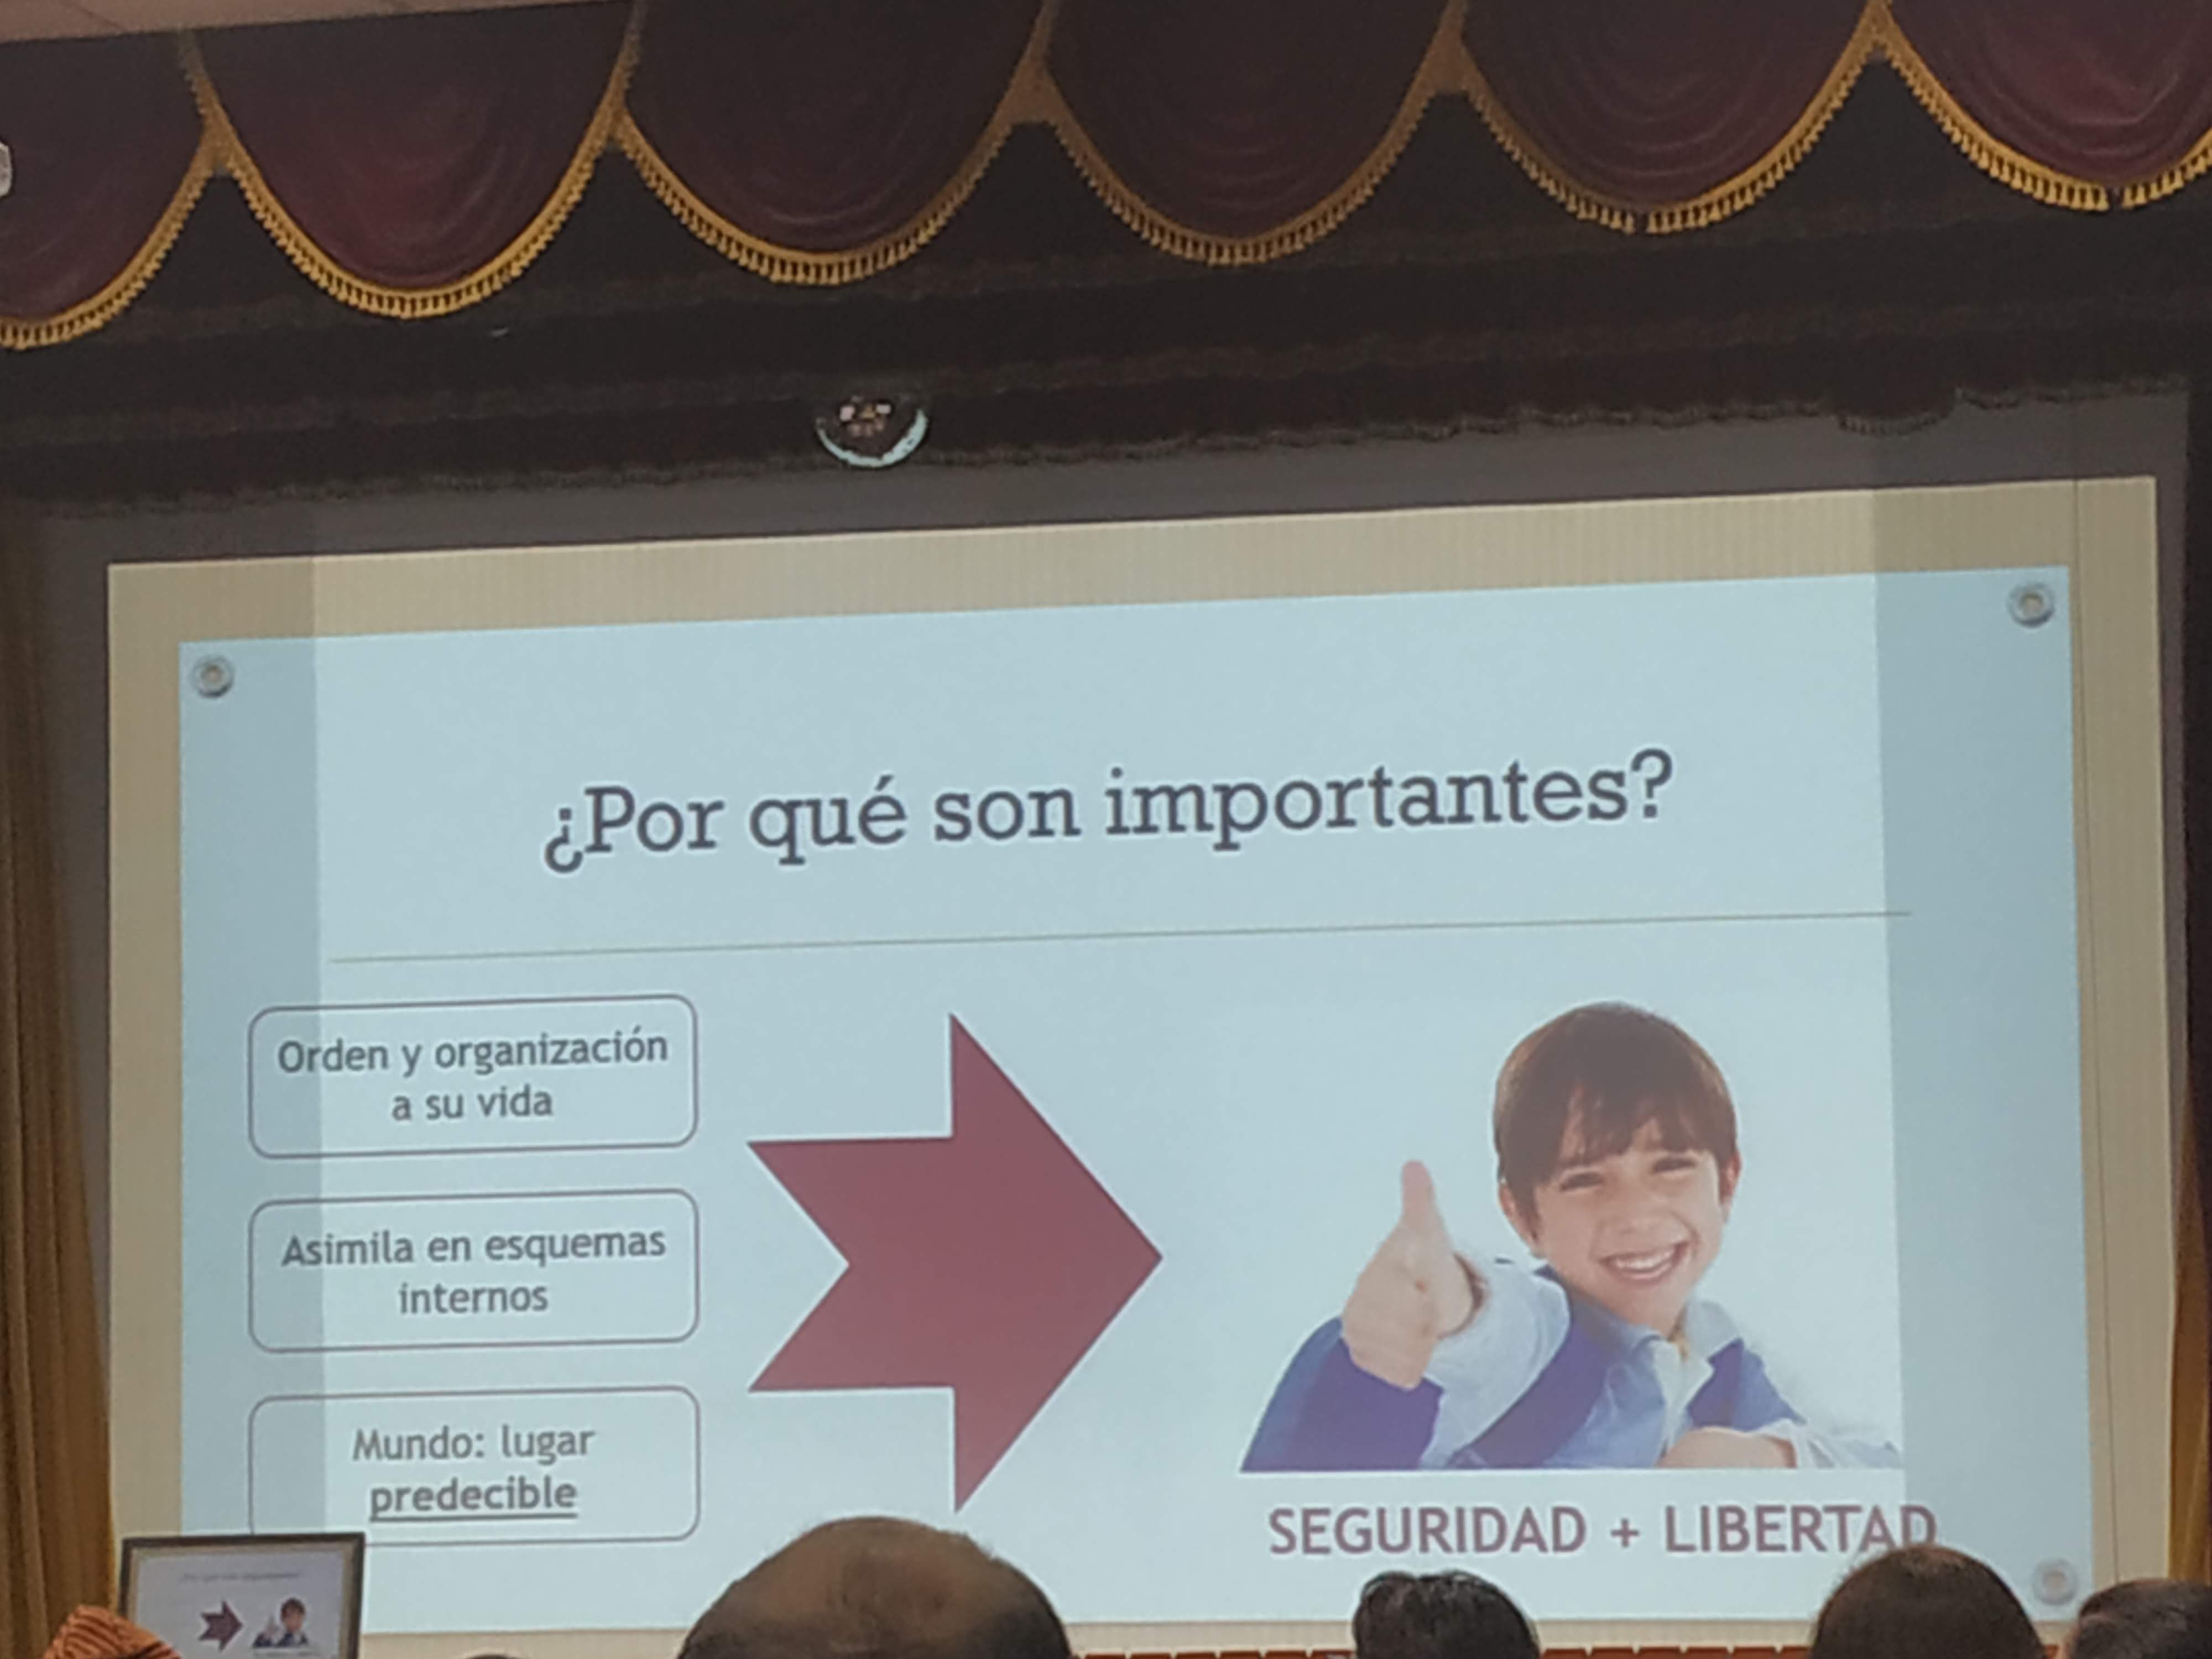 ¿Por qué son importantes?
Orden y organización
a su vida
Asimila en esquemas
internos
Mundo: lugar
predecible
SEGURIDAD + LIBERTAD